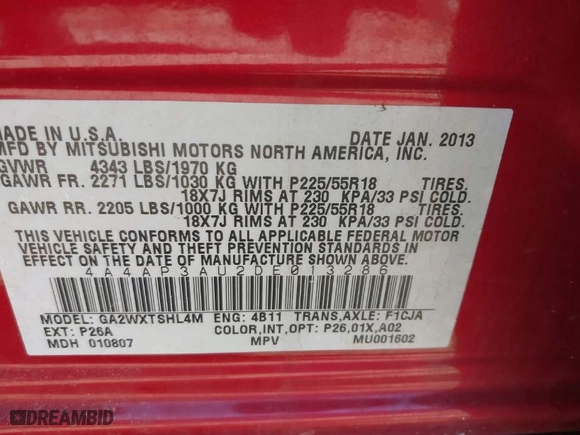 MADE IN U.S.A. DATE JAN. 2013
MFD BY MITSUBISHI MOTORS NORTH AMERICA, INC.
GVWR 4343 LBS/1970 KG
GAWR FR. 2271 LBS/1030 KG WITH P225/55R18 TIRES.
18X7J RIMS AT 230 KPA/33 PSI COLD.
GAWR RR. 2205 LBS/1000 KG WITH P225/55R18 TIRES.
18X7J RIMS AT 230 KPA/33 PSI COLD.
THIS VEHICLE CONFORMS TO ALL APPLICABLE FEDERAL MOTOR
VEHICLE SAFETY AND THEFT PREVENTION STANDARDS IN
EFFECT ON THE DATE OF MANUFACTURE SHOWN ABOVE.
4A4AP3AU2DE013286
MODEL: GA2WXTSHL4M ENG: 4B11 TRANS,AXLE: F1CJA
EXT: P26A COLOR,INT,OPT: P26,01X,A02
MDH 010807 MPV MU001602
DREAMBID